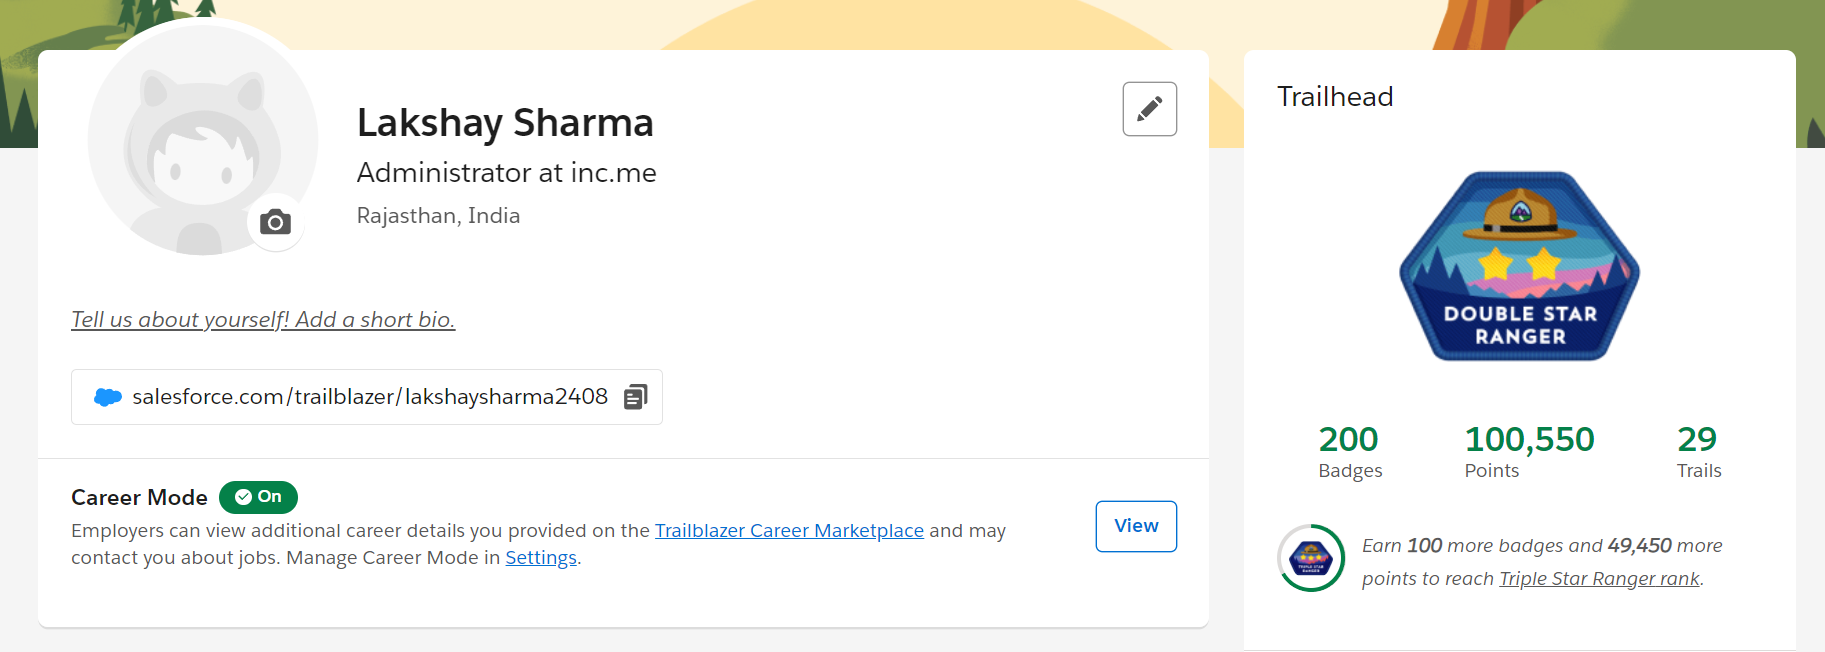 Lakshay Sharma
Administrator at inc.me
Rajasthan, India
Tell us about yourself! Add a short bio.
salesforce.com/trailblazer/lakshaysharma2408
Career Mode On
Employers can view additional career details you provided on the Trailblazer Career Marketplace and may
contact you about jobs. Manage Career Mode in Settings.
View
Trailhead
DOUBLE STAR
RANGER
200 100,550 29
Badges Points Trails
TRIPLE STAR
RANGER
Earn 100 more badges and 49,450 more
points to reach Triple Star Ranger rank.